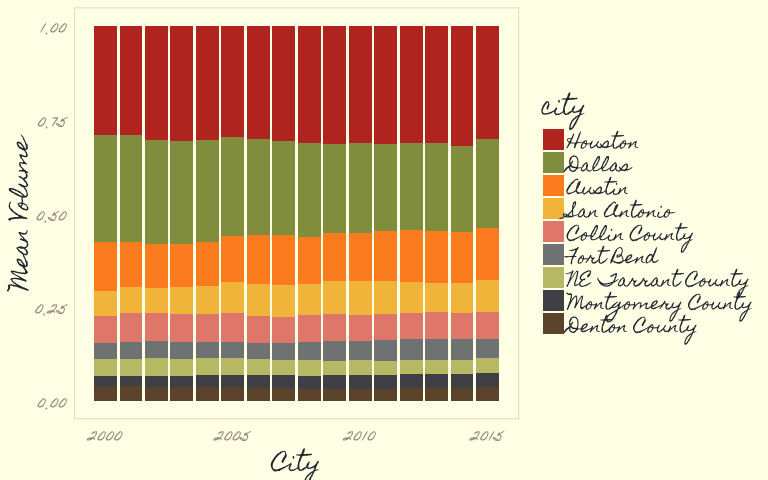 1.00
0.75
0.50
0.25
0.00
Mean Volume
2000 2005 2010 2015
City
city
Houston
Dallas
Austin
San Antonio
Collin County
Fort Bend
NE Tarrant County
Montgomery County
Denton County